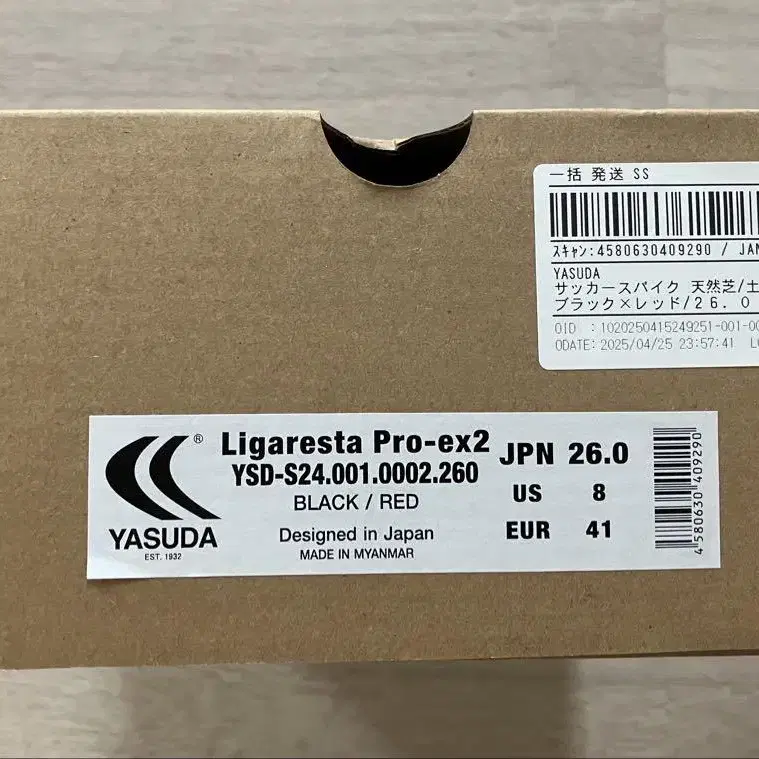 一括 発送 SS
スキャン:4580630409290 / JAN
YASUDA
サッカースパイク 天然芝/土
ブラック×レッド/26.0
OID : 1020250415249251-001-00
ODATE: 2025/04/25 23:57:41
®
YASUDA
EST. 1932
Ligaresta Pro-ex2
YSD-S24.001.0002.260
BLACK / RED
Designed in Japan
MADE IN MYANMAR
JPN 26.0
US 8
EUR 41
4 580630 409290